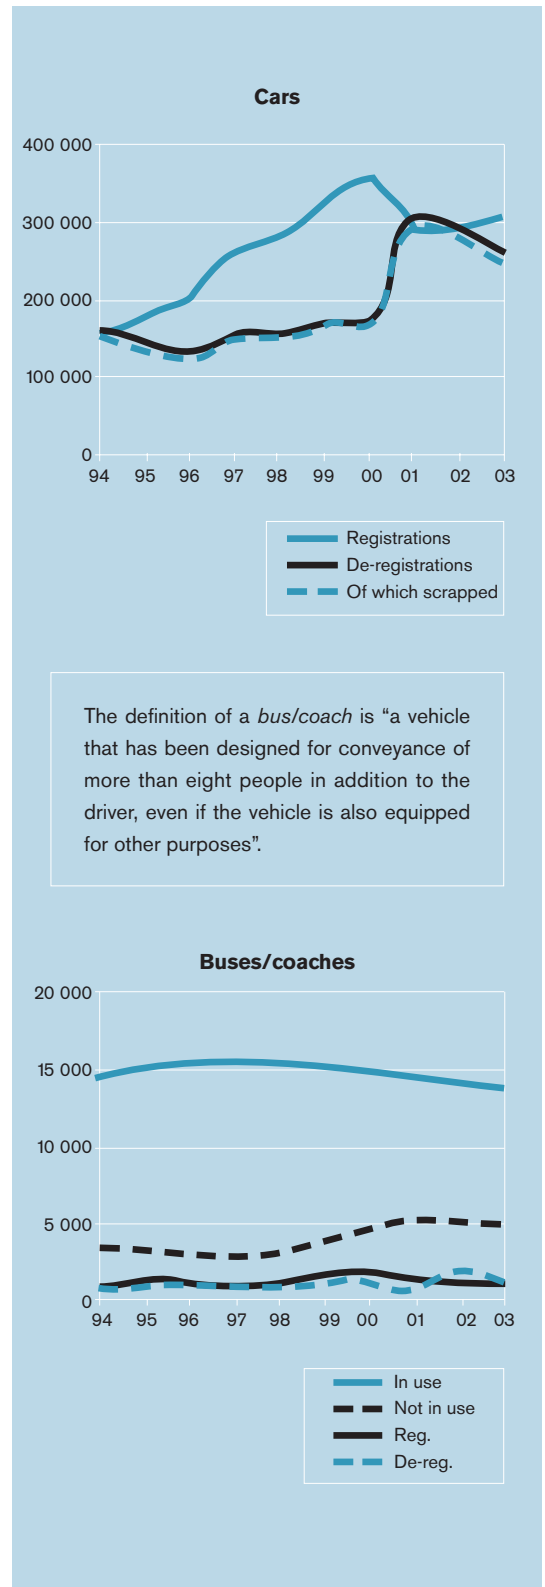 Cars
400 000
300 000
200 000
100 000
0
94 95 96 97 98 99 00 01 02 03
Registrations
De-registrations
Of which scrapped
The definition of a bus/coach is “a vehicle
that has been designed for conveyance of
more than eight people in addition to the
driver, even if the vehicle is also equipped
for other purposes”.
Buses/coaches
20 000
15 000
10 000
5 000
0
94 95 96 97 98 99 00 01 02 03
In use
Not in use
Reg.
De-reg.